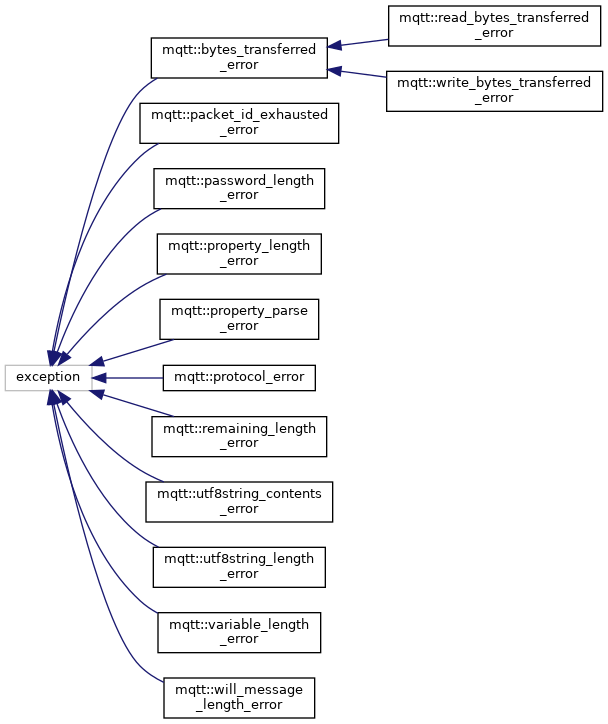 mqtt::read_bytes_transferred
_error
mqtt::bytes_transferred
_error
mqtt::write_bytes_transferred
_error
mqtt::packet_id_exhausted
_error
mqtt::password_length
_error
mqtt::property_length
_error
mqtt::property_parse
_error
exception
mqtt::protocol_error
mqtt::remaining_length
_error
mqtt::utf8string_contents
_error
mqtt::utf8string_length
_error
mqtt::variable_length
_error
mqtt::will_message
_length_error